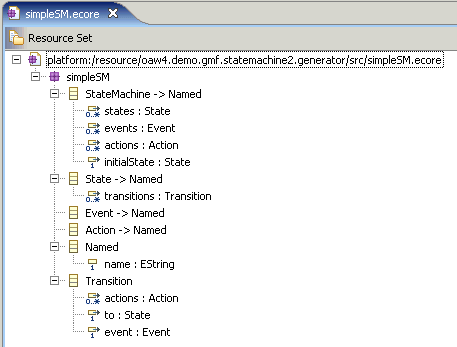 simpleSM.ecore
Resource Set
platform:/resource/oaw4.demo.gmf.statemachine2.generator/src/simpleSM.ecore
simpleSM
StateMachine -> Named
0..* states : State
0..* events : Event
0..* actions : Action
1 initialState : State
State -> Named
0..* transitions : Transition
Event -> Named
Action -> Named
Named
1 name : EString
Transition
0..* actions : Action
1 to : State
1 event : Event